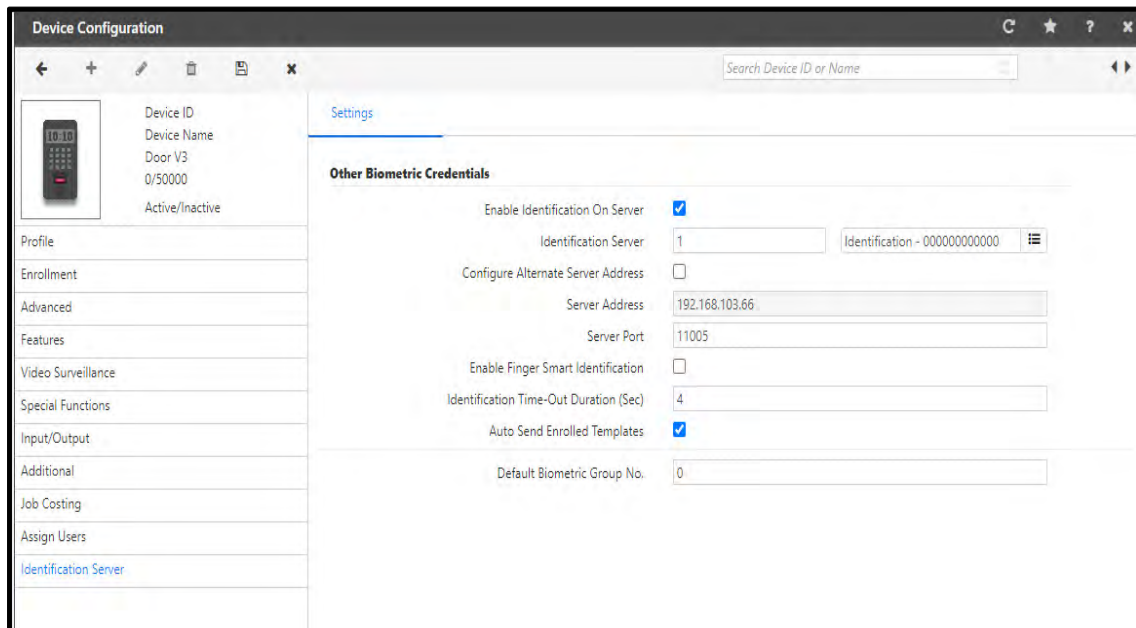 Device Configuration
Search Device ID or Name
10:10
Device ID
Device Name
Door V3
0/50000
Active/Inactive
Profile
Enrollment
Advanced
Features
Video Surveillance
Special Functions
Input/Output
Additional
Job Costing
Assign Users
Identification Server
Settings
Other Biometric Credentials
Enable Identification On Server
Identification Server 1 Identification - 000000000000
Configure Alternate Server Address
Server Address 192.168.103.66
Server Port 11005
Enable Finger Smart Identification
Identification Time-Out Duration (Sec) 4
Auto Send Enrolled Templates
Default Biometric Group No. 0